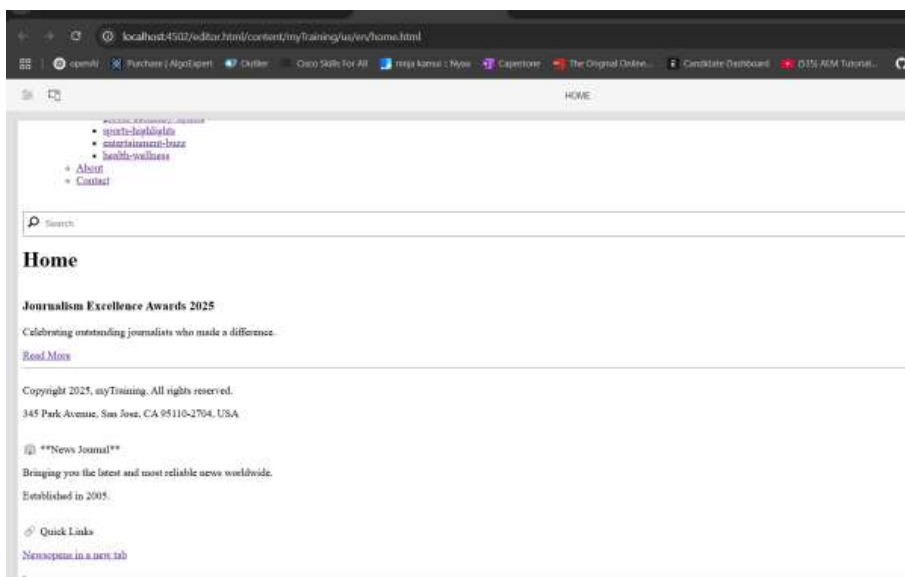 localhost:4502/editor.html/content/myTraining/us/en/home.html
openAI Purchase | AlgoExpert Outlier Cisco Skills For All Capestone The Original Online... Candidate Dashboard (535) AEM Tutorial...
HOME
sports-highlights
entertainment-buzz
health-wellness
About
Contact
Search
Home
Journalism Excellence Awards 2025
Celebrating outstanding journalists who made a difference.
Read More
Copyright 2025, myTraining. All rights reserved.
345 Park Avenue, San Jose, CA 95110-2704, USA
**News Journal**
Bringing you the latest and most reliable news worldwide.
Established in 2005.
Quick Links
Newsopens in a new tab